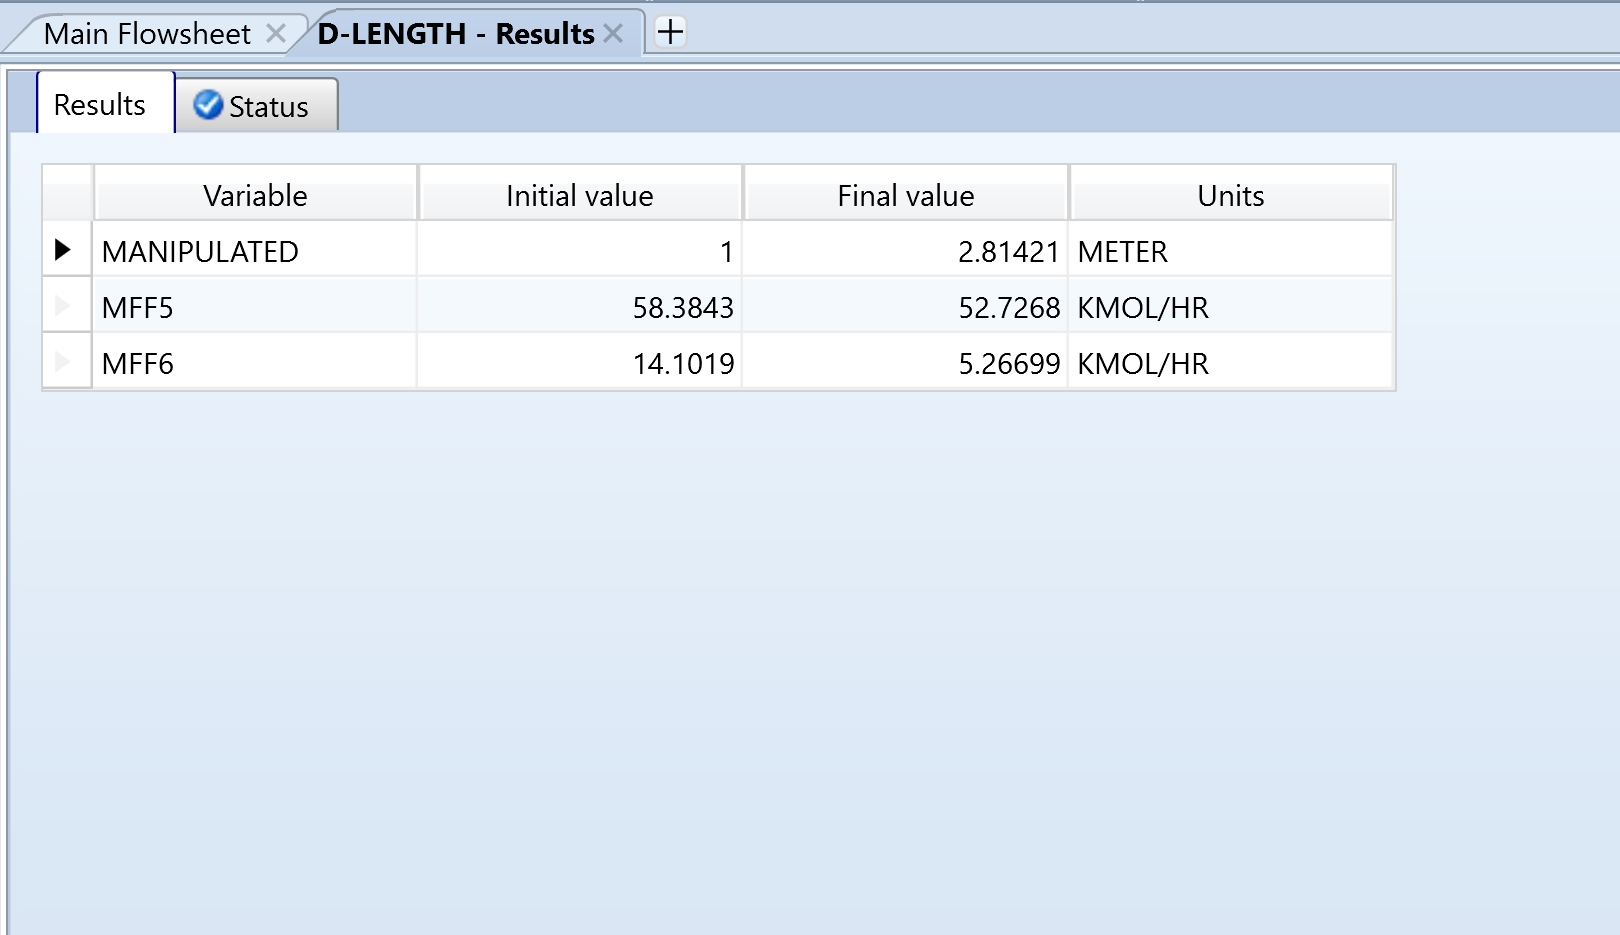 Main Flowsheet D-LENGTH - Results
Results Status
Variable Initial value Final value Units
MANIPULATED 1 2.81421 METER
MFF5 58.3843 52.7268 KMOL/HR
MFF6 14.1019 5.26699 KMOL/HR